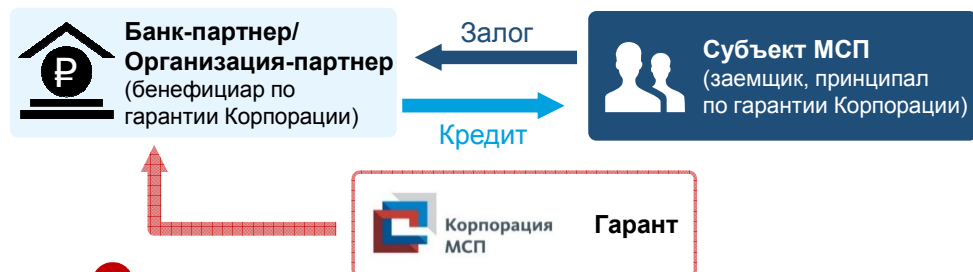 Банк-партнер/
Организация-партнер
(бенефициар по
гарантии Корпорации)
Залог
Кредит
Субъект МСП
(заемщик, принципал
по гарантии Корпорации)
Корпорация
МСП
Гарант